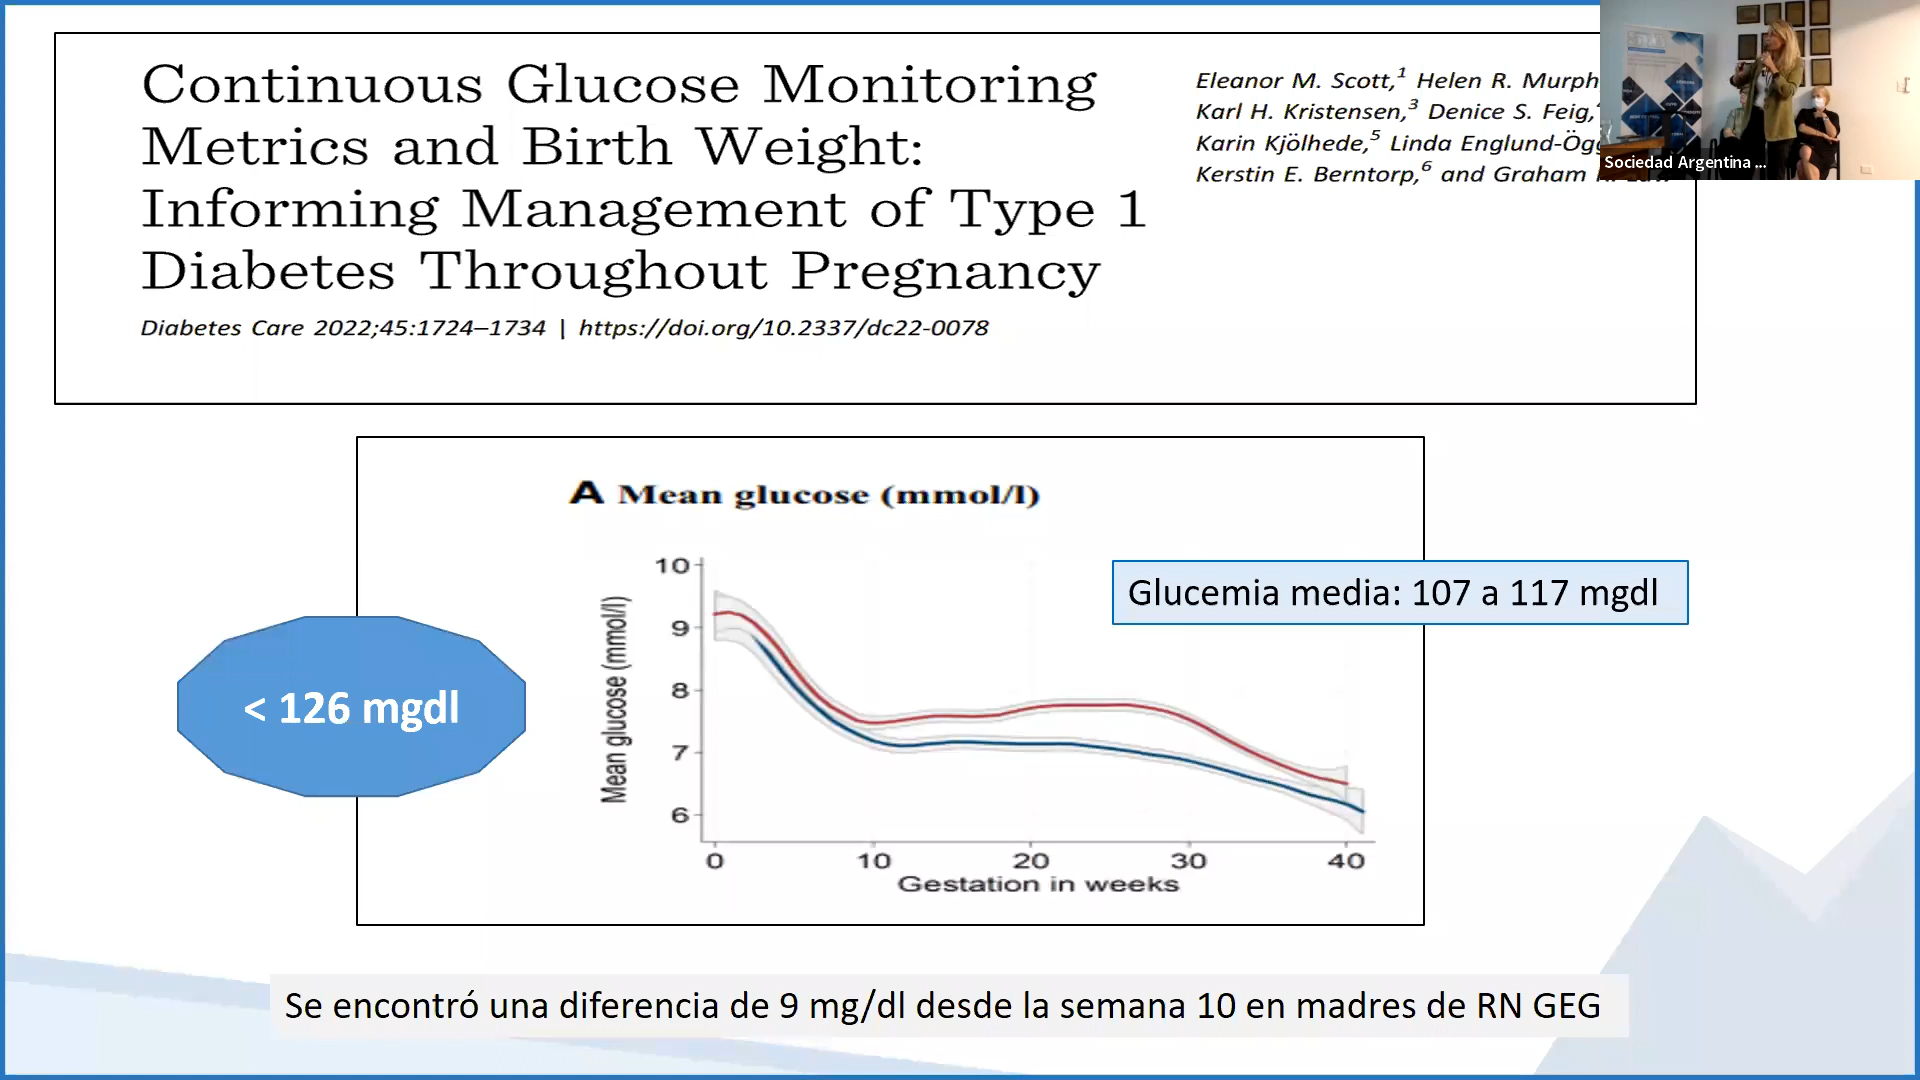 Continuous Glucose Monitoring
Metrics and Birth Weight:
Informing Management of Type 1
Diabetes Throughout Pregnancy
Diabetes Care 2022;45:1724–1734 | https://doi.org/10.2337/dc22-0078
Eleanor M. Scott,1 Helen R. Murph
Karl H. Kristensen,3 Denice S. Feig,
Karin Kjölhede,5 Linda Englund-Ög
Kerstin E. Berntorp,6 and Graham
Sociedad Argentina ...
A Mean glucose (mmol/l)
Glucemia media: 107 a 117 mgdl
< 126 mgdl
Mean glucose (mmol/l)
10
9
8
7
6
0 10 20 30 40
Gestation in weeks
Se encontró una diferencia de 9 mg/dl desde la semana 10 en madres de RN GEG